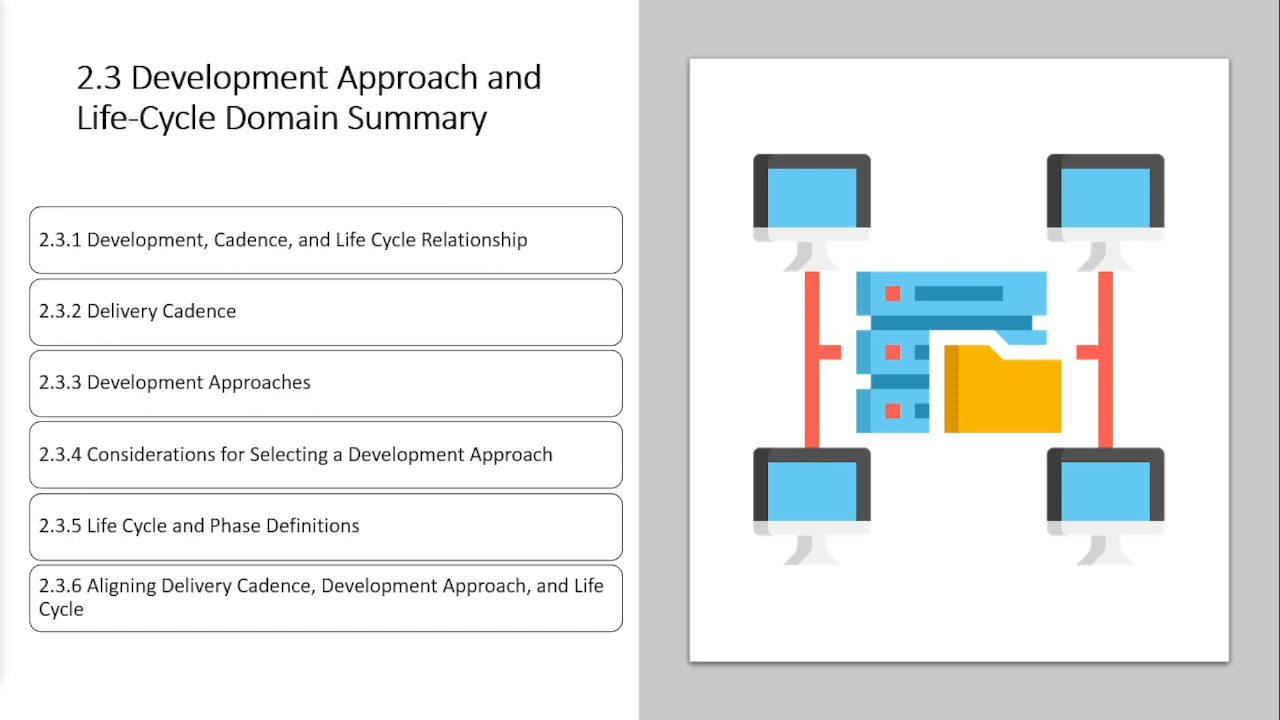 2.3 Development Approach and
Life-Cycle Domain Summary
2.3.1 Development, Cadence, and Life Cycle Relationship
2.3.2 Delivery Cadence
2.3.3 Development Approaches
2.3.4 Considerations for Selecting a Development Approach
2.3.5 Life Cycle and Phase Definitions
2.3.6 Aligning Delivery Cadence, Development Approach, and Life
Cycle